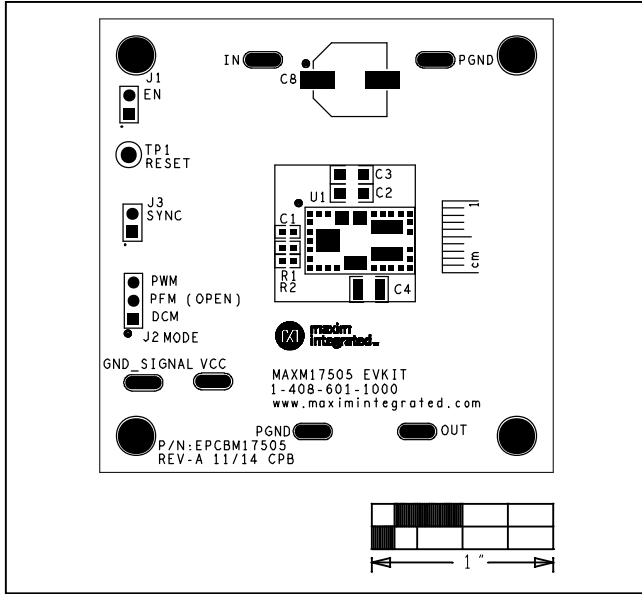 IN
PGND
C8
J1
EN
TP1
RESET
C3
C2
U1
J3
SYNC
C1
R1
R2
C4
1
cm
PWM
PFM (OPEN)
DCM
J2 MODE
maxim
integrated™
GND_SIGNAL VCC
MAXM17505 EVKIT
1-408-601-1000
www.maximintegrated.com
PGND
OUT
P/N:EPCBM17505
REV-A 11/14 CPB
1 "